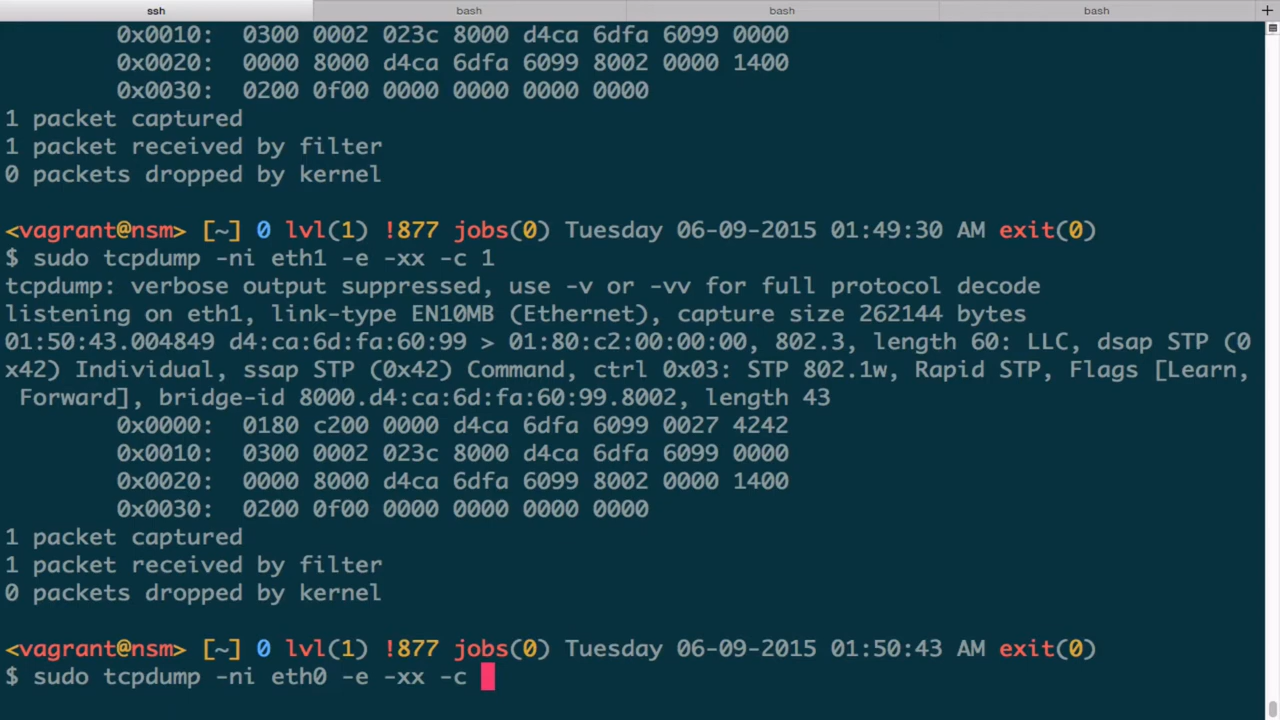 ssh bash bash bash +
0x0010: 0300 0002 023c 8000 d4ca 6dfa 6099 0000
0x0020: 0000 8000 d4ca 6dfa 6099 8002 0000 1400
0x0030: 0200 0f00 0000 0000 0000 0000
1 packet captured
1 packet received by filter
0 packets dropped by kernel
<vagrant@nsm> [~] 0 lvl(1) !877 jobs(0) Tuesday 06-09-2015 01:49:30 AM exit(0)
$ sudo tcpdump -ni eth1 -e -xx -c 1
tcpdump: verbose output suppressed, use -v or -vv for full protocol decode
listening on eth1, link-type EN10MB (Ethernet), capture size 262144 bytes
01:50:43.004849 d4:ca:6d:fa:60:99 > 01:80:c2:00:00:00, 802.3, length 60: LLC, dsap STP (0
x42) Individual, ssap STP (0x42) Command, ctrl 0x03: STP 802.1w, Rapid STP, Flags [Learn,
Forward], bridge-id 8000.d4:ca:6d:fa:60:99.8002, length 43
0x0000: 0180 c200 0000 d4ca 6dfa 6099 0027 4242
0x0010: 0300 0002 023c 8000 d4ca 6dfa 6099 0000
0x0020: 0000 8000 d4ca 6dfa 6099 8002 0000 1400
0x0030: 0200 0f00 0000 0000 0000 0000
1 packet captured
1 packet received by filter
0 packets dropped by kernel
<vagrant@nsm> [~] 0 lvl(1) !877 jobs(0) Tuesday 06-09-2015 01:50:43 AM exit(0)
$ sudo tcpdump -ni eth0 -e -xx -c